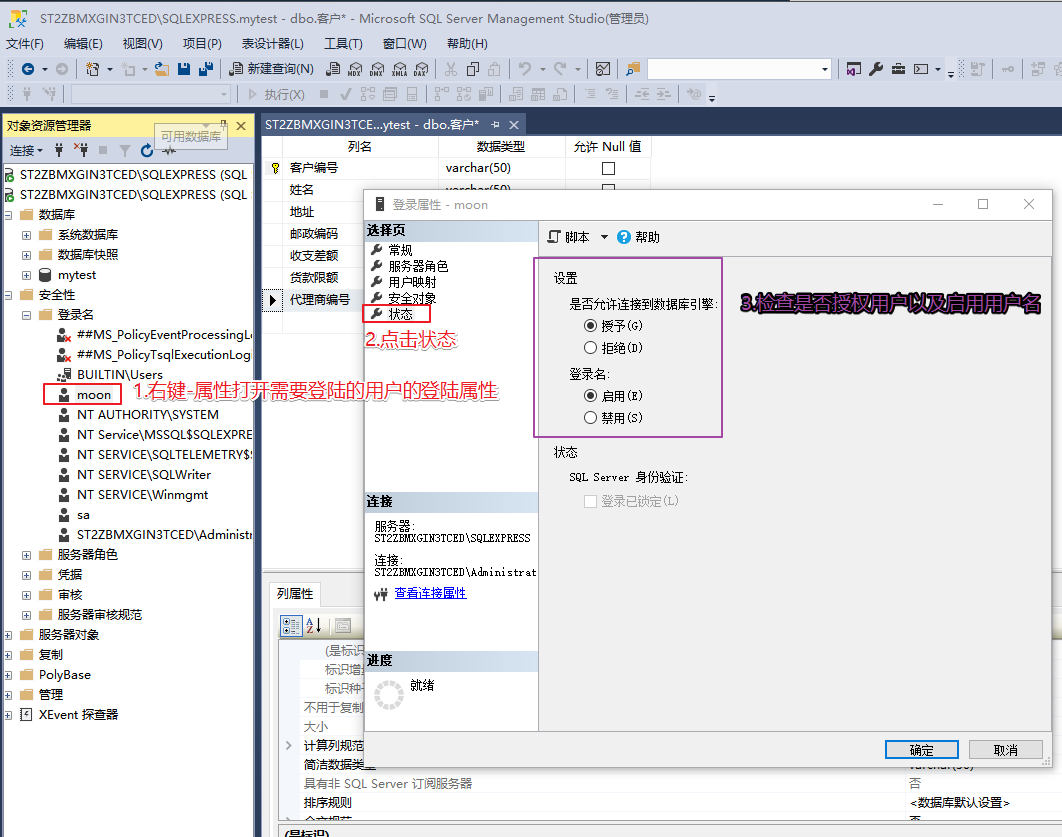 ST2ZBMXGIN3TCED\SQLEXPRESS.mytest - dbo.客户* - Microsoft SQL Server Management Studio(管理员)
文件(F) 编辑(E) 视图(V) 项目(P) 表设计器(L) 工具(T) 窗口(W) 帮助(H)
新建查询(N) MDX DMX XMLA DAX
执行(X)
对象资源管理器
可用数据库
连接
ST2ZBMXGIN3TCED\SQLEXPRESS (SQL
ST2ZBMXGIN3TCED\SQLEXPRESS (SQL
数据库
系统数据库
数据库快照
mytest
安全性
登录名
##MS_PolicyEventProcessingLo
##MS_PolicyTsqlExecutionLog
BUILTIN\Users
moon
NT AUTHORITY\SYSTEM
NT Service\MSSQL$SQLEXPRE
NT SERVICE\SQLTELEMETRY$S
NT SERVICE\SQLWriter
NT SERVICE\Winmgmt
sa
ST2ZBMXGIN3TCED\Administr
服务器角色
凭据
审核
服务器审核规范
服务器对象
复制
PolyBase
管理
XEvent 探查器
1.右键-属性打开需要登陆的用户的登陆属性
ST2ZBMXGIN3TCE...ytest - dbo.客户*
列名 数据类型 允许 Null 值
客户编号 varchar(50)
姓名 varchar(50)
地址
邮政编码
收支差额
货款限额
代理商编号
登录属性 - moon
选择页
常规
服务器角色
用户映射
安全对象
状态
2.点击状态
脚本 帮助
设置
是否允许连接到数据库引擎:
授予(G)
拒绝(D)
登录名:
启用(E)
禁用(S)
3.检查是否授权用户以及启用用户名
状态
SQL Server 身份验证:
登录已锁定(L)
连接
服务器:
ST2ZBMXGIN3TCED\SQLEXPRESS
连接:
ST2ZBMXGIN3TCED\Administrat
查看连接属性
进度
就绪
确定 取消
列属性
(是标识
标识增
标识种
不用于复制
大小
计算列规范
简洁数据类型 varchar(50)
具有非 SQL Server 订阅服务器 否
排序规则 <数据库默认设置>
全文规范 否
(是标识)